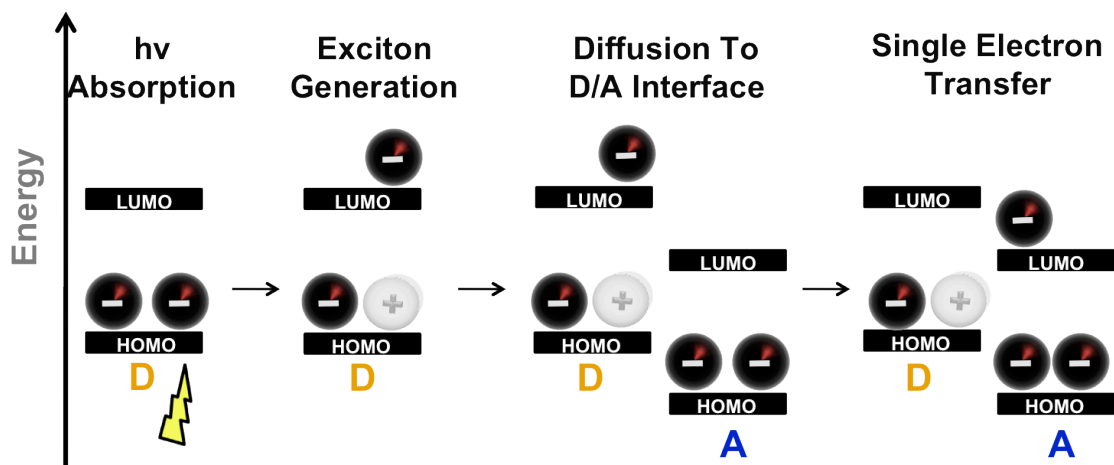 hv
Absorption
Exciton
Generation
Diffusion To
D/A Interface
Single Electron
Transfer
Energy
LUMO
HOMO
D
LUMO
HOMO
D
LUMO
HOMO
D
LUMO
HOMO
A
LUMO
HOMO
D
LUMO
HOMO
A